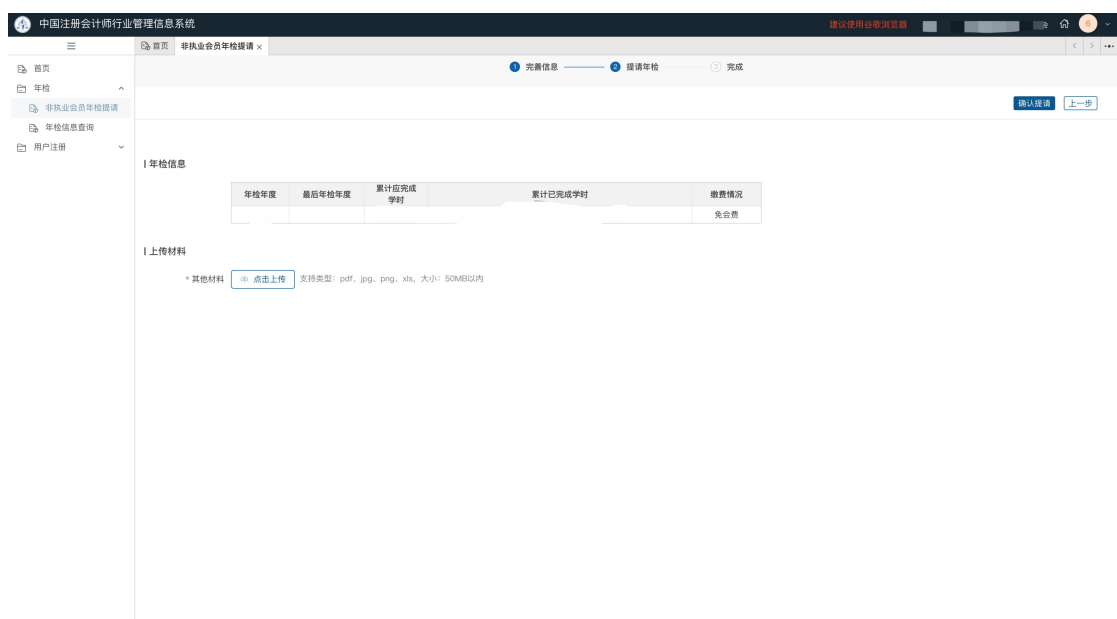 中国注册会计师行业管理信息系统
建议使用谷歌浏览器
6
首页
非执业会员年检提请 ×
首页
年检
非执业会员年检提请
年检信息查询
用户注册
1 完善信息
2 提请年检
3 完成
确认提请
上一步
年检信息
年检年度
最后年检年度
累计应完成
学时
累计已完成学时
缴费情况
免会费
上传材料
* 其他材料
点击上传
支持类型：pdf、jpg、png、xls，大小：50MB以内